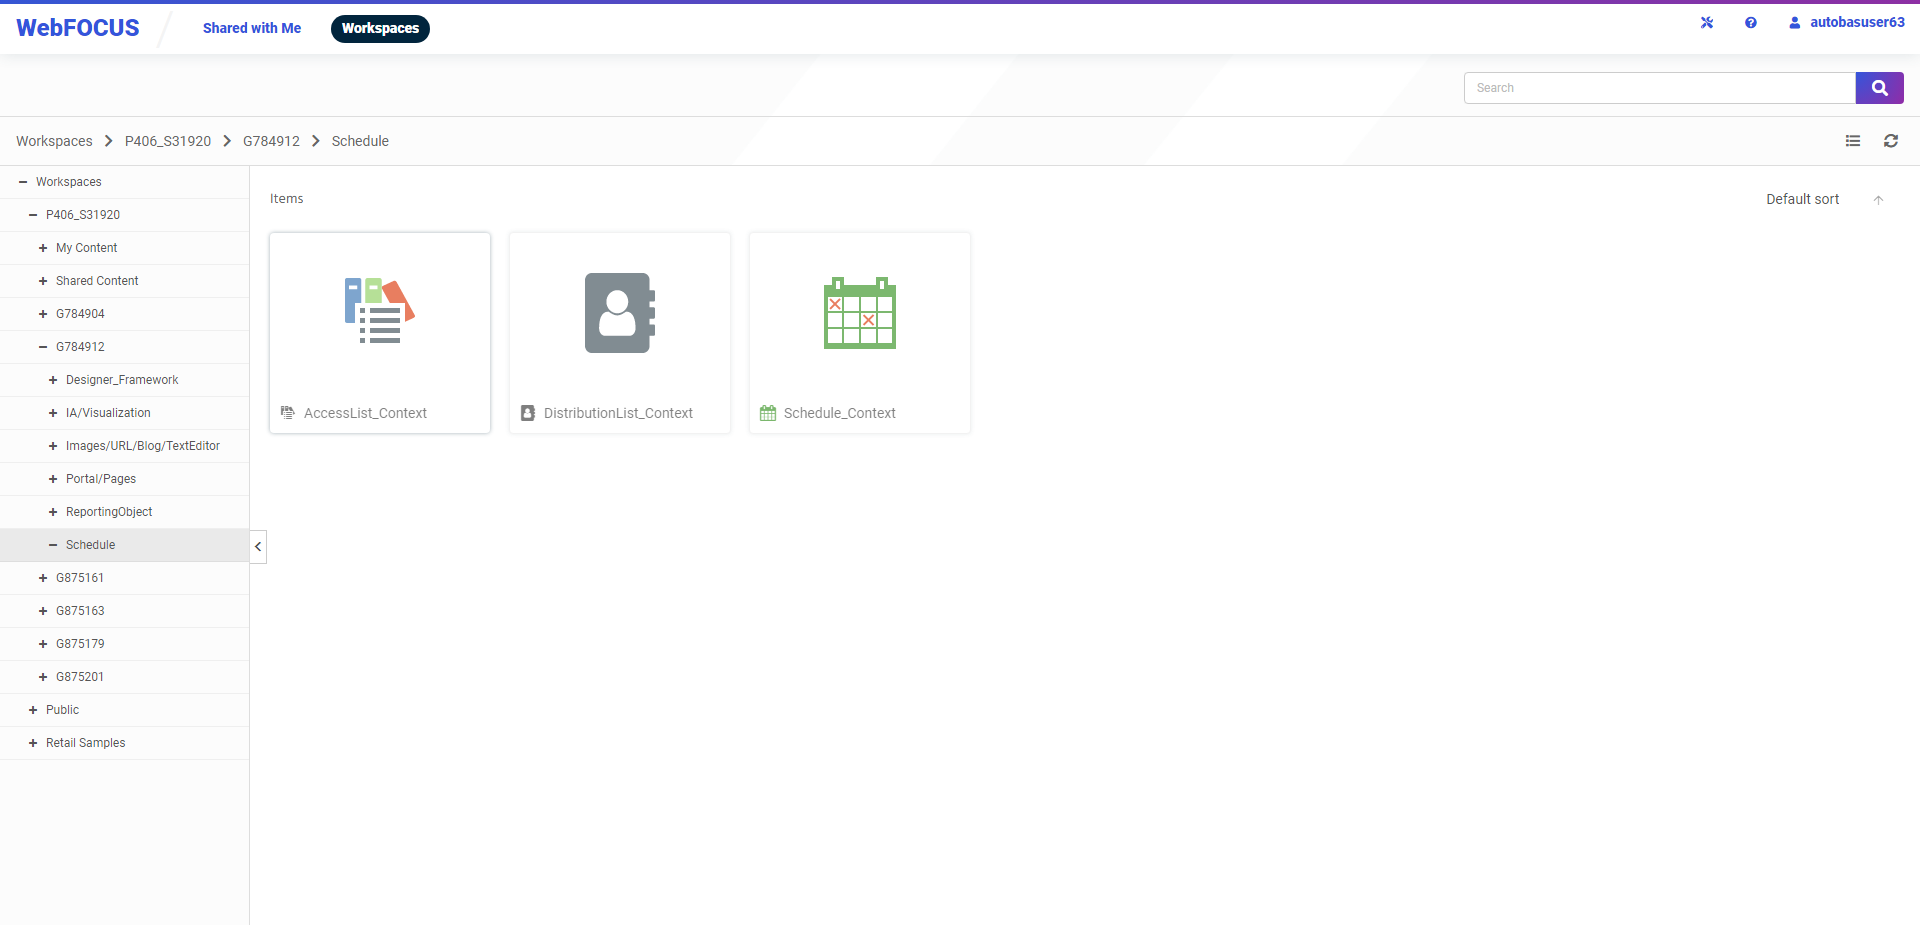 WebFOCUS
Shared with Me
Workspaces
autobasuser63
Search
Workspaces P406_S31920 G784912 Schedule
Workspaces
P406_S31920
My Content
Shared Content
G784904
G784912
Designer_Framework
IA/Visualization
Images/URL/Blog/TextEditor
Portal/Pages
ReportingObject
Schedule
G875161
G875163
G875179
G875201
Public
Retail Samples
Items
Default sort
AccessList_Context
DistributionList_Context
Schedule_Context